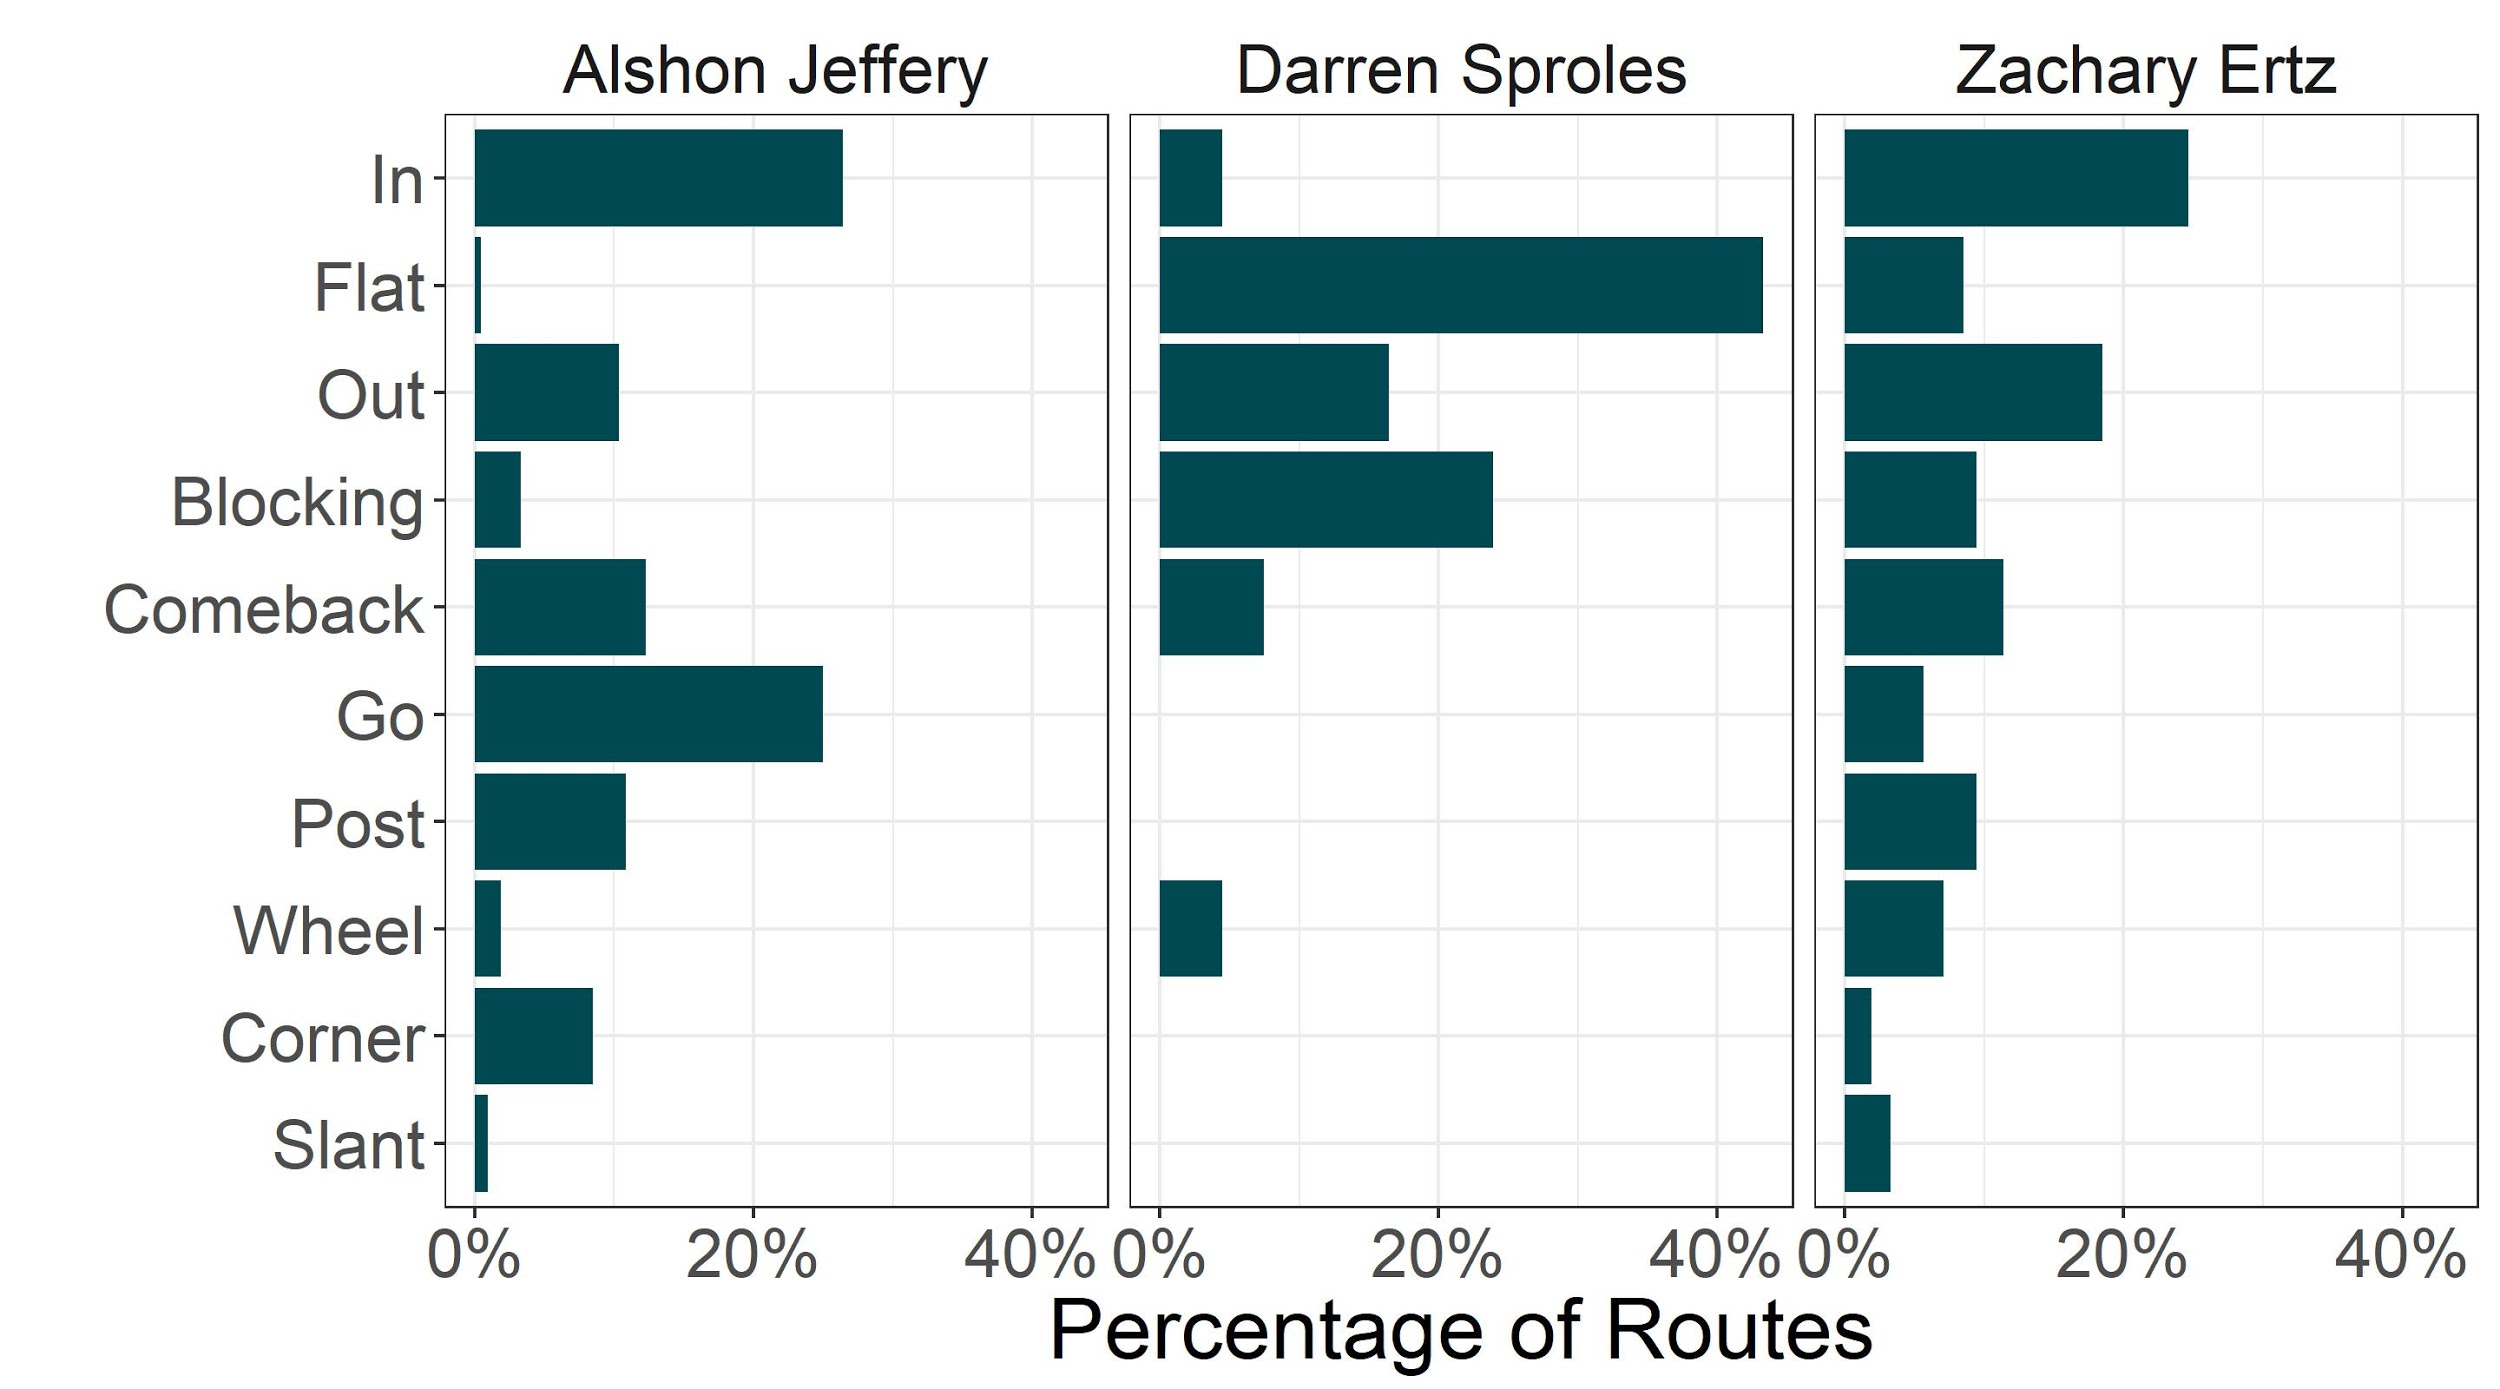 Alshon Jeffery Darren Sproles Zachary Ertz
In
Flat
Out
Blocking
Comeback
Go
Post
Wheel
Corner
Slant
0% 20% 40% 0% 20% 40% 0% 20% 40%
Percentage of Routes